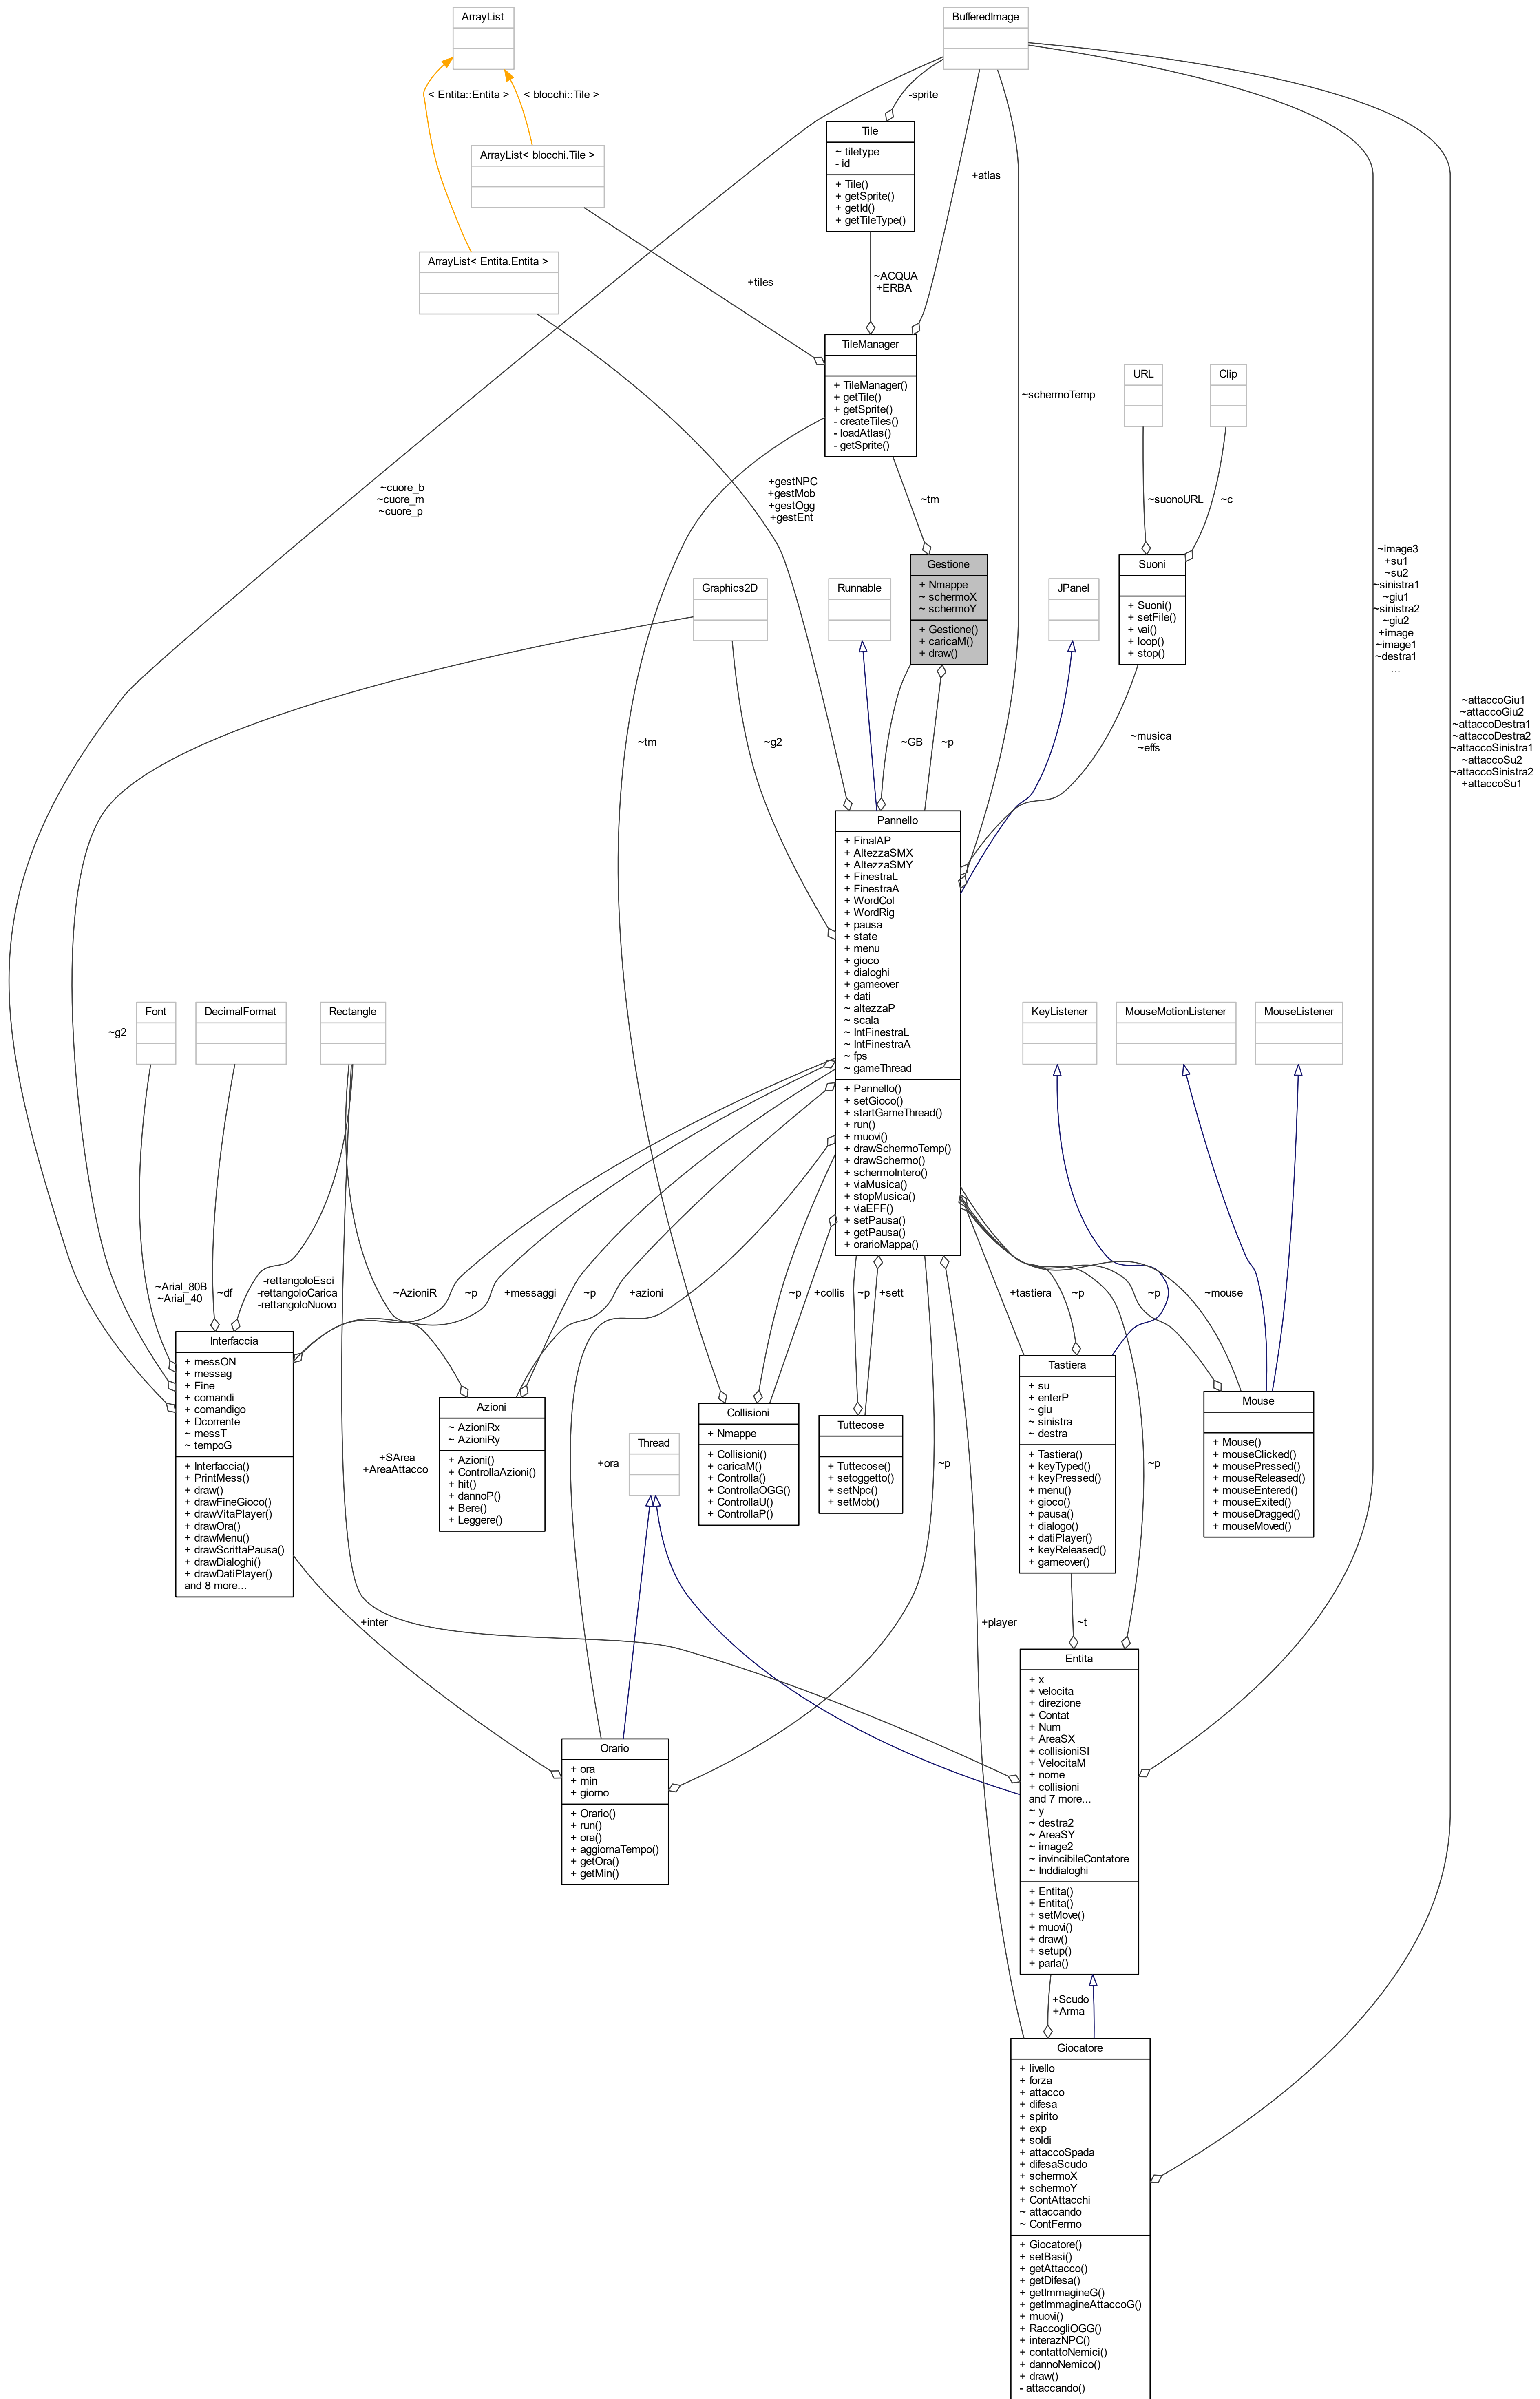 ArrayList
BufferedImage
< Entita::Entita >
< blocchi::Tile >
-sprite
Tile
~ tiletype
- id
+ Tile()
+ getSprite()
+ getId()
+ getTileType()
ArrayList< blocchi.Tile >
+atlas
ArrayList< Entita.Entita >
+tiles
~ACQUA
+ERBA
TileManager
+ TileManager()
+ getTile()
+ getSprite()
- createTiles()
- loadAtlas()
- getSprite()
URL
Clip
~schermoTemp
~cuore_b
~cuore_m
~cuore_p
+gestNPC
+gestMob
+gestOgg
+gestEnt
~tm
~suonoURL
~c
~image3
+su1
~su2
~sinistra1
~giu1
~sinistra2
~giu2
+image
~image1
~destra1
...
Graphics2D
Runnable
Gestione
+ Nmappe
~ schermoX
~ schermoY
+ Gestione()
+ caricaM()
+ draw()
JPanel
Suoni
+ Suoni()
+ setFile()
+ vai()
+ loop()
+ stop()
~attaccoGiu1
~attaccoGiu2
~attaccoDestra1
~attaccoDestra2
~attaccoSinistra1
~attaccoSu2
~attaccoSinistra2
+attaccoSu1
~tm
~g2
~GB
~p
~musica
~effs
Pannello
+ FinalAP
+ AltezzaSMX
+ AltezzaSMY
+ FinestraL
+ FinestraA
+ WordCol
+ WordRig
+ pausa
+ state
+ menu
+ gioco
+ dialoghi
+ gameover
+ dati
~ altezzaP
~ scala
~ IntFinestraL
~ IntFinestraA
~ fps
~ gameThread
+ Pannello()
+ setGioco()
+ startGameThread()
+ run()
+ muovi()
+ drawSchermoTemp()
+ drawSchermo()
+ schermoIntero()
+ viaMusica()
+ stopMusica()
+ viaEFF()
+ setPausa()
+ getPausa()
+ orarioMappa()
~g2
Font
DecimalFormat
Rectangle
KeyListener
MouseMotionListener
MouseListener
~Arial_80B
~Arial_40
~df
-rettangoloEsci
-rettangoloCarica
-rettangoloNuovo
~AzioniR
~p
+messaggi
~p
+azioni
~p
+collis
~p
+sett
+tastiera
~p
~p
~mouse
Interfaccia
+ messON
+ messag
+ Fine
+ comandi
+ comandigo
+ Dcorrente
~ messT
~ tempoG
+ Interfaccia()
+ PrintMess()
+ draw()
+ drawFineGioco()
+ drawVitaPlayer()
+ drawOra()
+ drawMenu()
+ drawScrittaPausa()
+ drawDialoghi()
+ drawDatiPlayer()
and 8 more...
+SArea
+AreaAttacco
Azioni
~ AzioniRx
~ AzioniRy
+ Azioni()
+ ControllaAzioni()
+ hit()
+ dannoP()
+ Bere()
+ Leggere()
+ora
Thread
Collisioni
+ Nmappe
+ Collisioni()
+ caricaM()
+ Controlla()
+ ControllaOGG()
+ ControllaU()
+ ControllaP()
Tuttecose
+ Tuttecose()
+ setoggetto()
+ setNpc()
+ setMob()
~p
Tastiera
+ su
+ enterP
~ giu
~ sinistra
~ destra
+ Tastiera()
+ keyTyped()
+ keyPressed()
+ menu()
+ gioco()
+ pausa()
+ dialogo()
+ datiPlayer()
+ keyReleased()
+ gameover()
~p
Mouse
+ Mouse()
+ mouseClicked()
+ mousePressed()
+ mouseReleased()
+ mouseEntered()
+ mouseExited()
+ mouseDragged()
+ mouseMoved()
+inter
+player
~t
Orario
+ ora
+ min
+ giorno
+ Orario()
+ run()
+ ora()
+ aggiornaTempo()
+ getOra()
+ getMin()
Entita
+ x
+ velocita
+ direzione
+ Contat
+ Num
+ AreaSX
+ collisioniSI
+ VelocitaM
+ nome
+ collisioni
and 7 more...
~ y
~ destra2
~ AreaSY
~ image2
~ invincibileContatore
~ Inddialoghi
+ Entita()
+ Entita()
+ setMove()
+ muovi()
+ draw()
+ setup()
+ parla()
+Scudo
+Arma
Giocatore
+ livello
+ forza
+ attacco
+ difesa
+ spirito
+ exp
+ soldi
+ attaccoSpada
+ difesaScudo
+ schermoX
+ schermoY
+ ContAttacchi
~ attaccando
~ ContFermo
+ Giocatore()
+ setBasi()
+ getAttacco()
+ getDifesa()
+ getImmagineG()
+ getImmagineAttaccoG()
+ muovi()
+ RaccogliOGG()
+ interazNPC()
+ contattoNemici()
+ dannoNemico()
+ draw()
- attaccando()